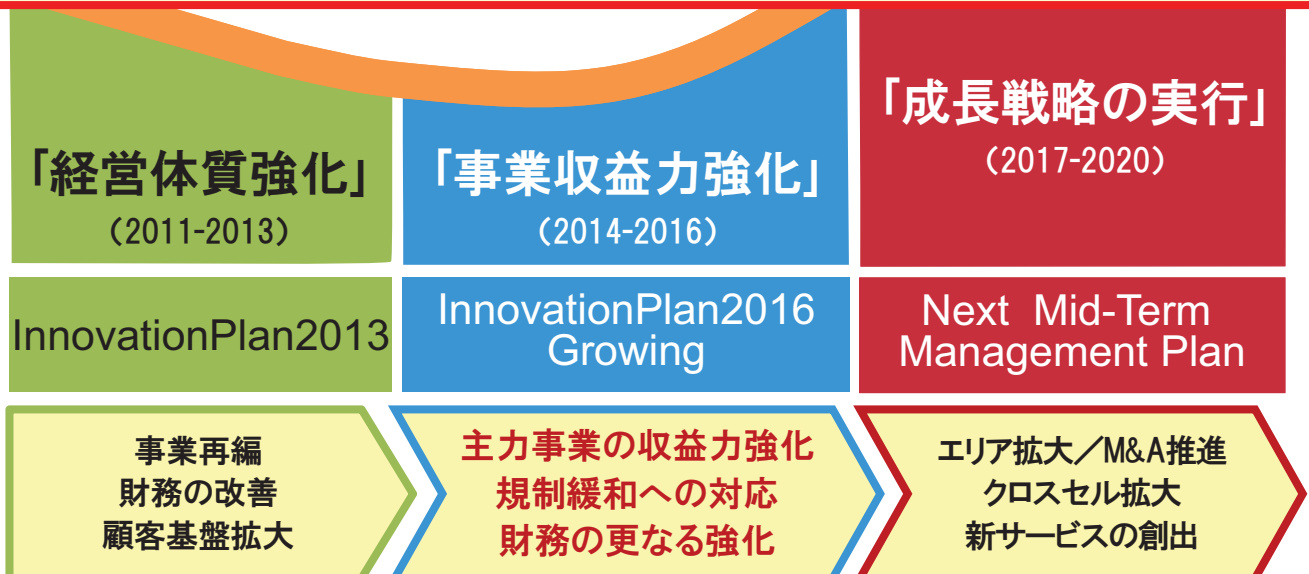 「経営体質強化」
（2011-2013）
InnovationPlan2013
事業再編
財務の改善
顧客基盤拡大
「事業収益力強化」
（2014-2016）
InnovationPlan2016
Growing
主力事業の収益力強化
規制緩和への対応
財務の更なる強化
「成長戦略の実行」
（2017-2020）
Next Mid-Term
Management Plan
エリア拡大／M&A推進
クロスセル拡大
新サービスの創出